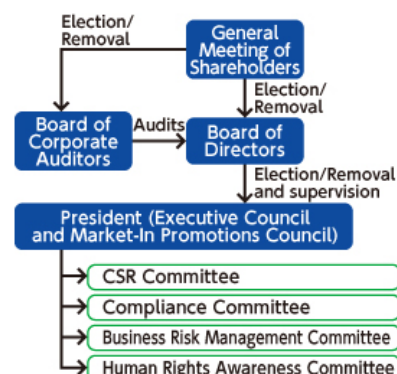 Election/
Removal
General
Meeting of
Shareholders
Election/
Removal
Board of
Corporate
Auditors
Audits
Board of
Directors
Election/Removal
and supervision
President (Executive Council
and Market-In Promotions Council)
CSR Committee
Compliance Committee
Business Risk Management Committee
Human Rights Awareness Committee